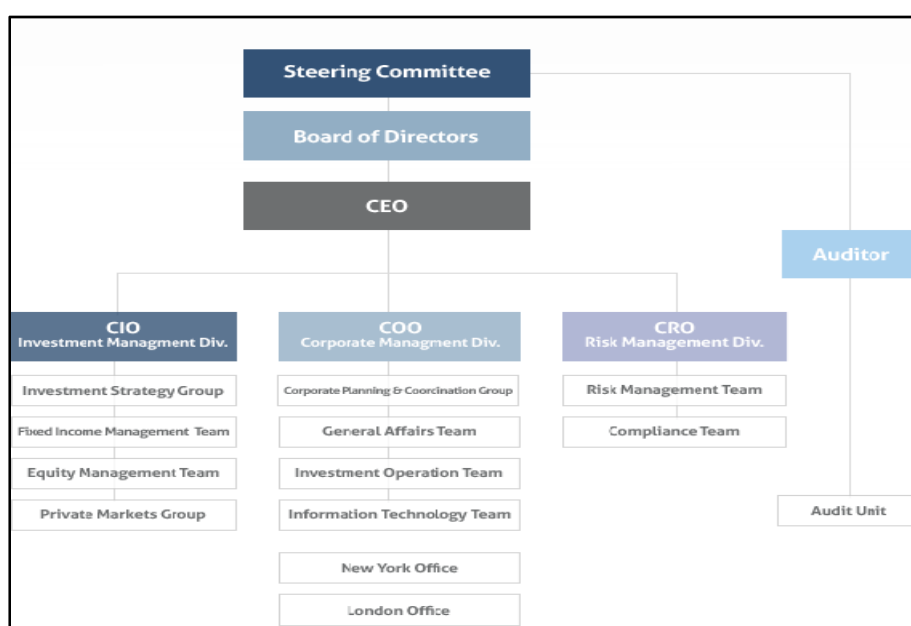 Steering Committee
Board of Directors
CEO
Auditor
CIO
Investment Managment Div.
COO
Corporate Managment Div.
CRO
Risk Management Div.
Investment Strategy Group
Corporate Planning & Coorcination Group
Risk Management Team
Fixed Income Management Team
General Affairs Team
Compliance Team
Equity Management Team
Investment Operation Team
Private Markets Group
Information Technology Team
Audit Unit
New York Office
London Office